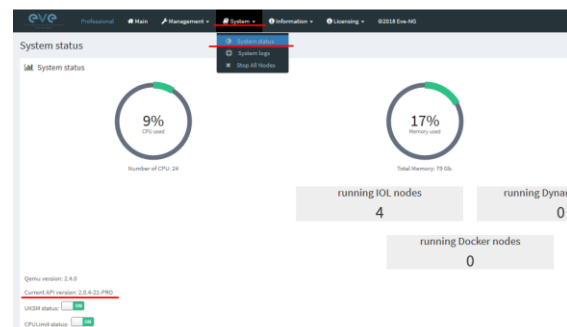 eve Professional Main Management System Information Licensing ©2018 Eve-NG
System status
System status
System logs
Stop All Nodes
System status
9%
CPU used
17%
Memory used
Number of CPU: 24
Total Memory: 79 Gb.
running IOL nodes
running Dyna
4
0
running Docker nodes
0
Qemu version: 2.4.0
Current API version: 2.0.4-21-PRO
UKSM status: ON
CPULimit status: ON